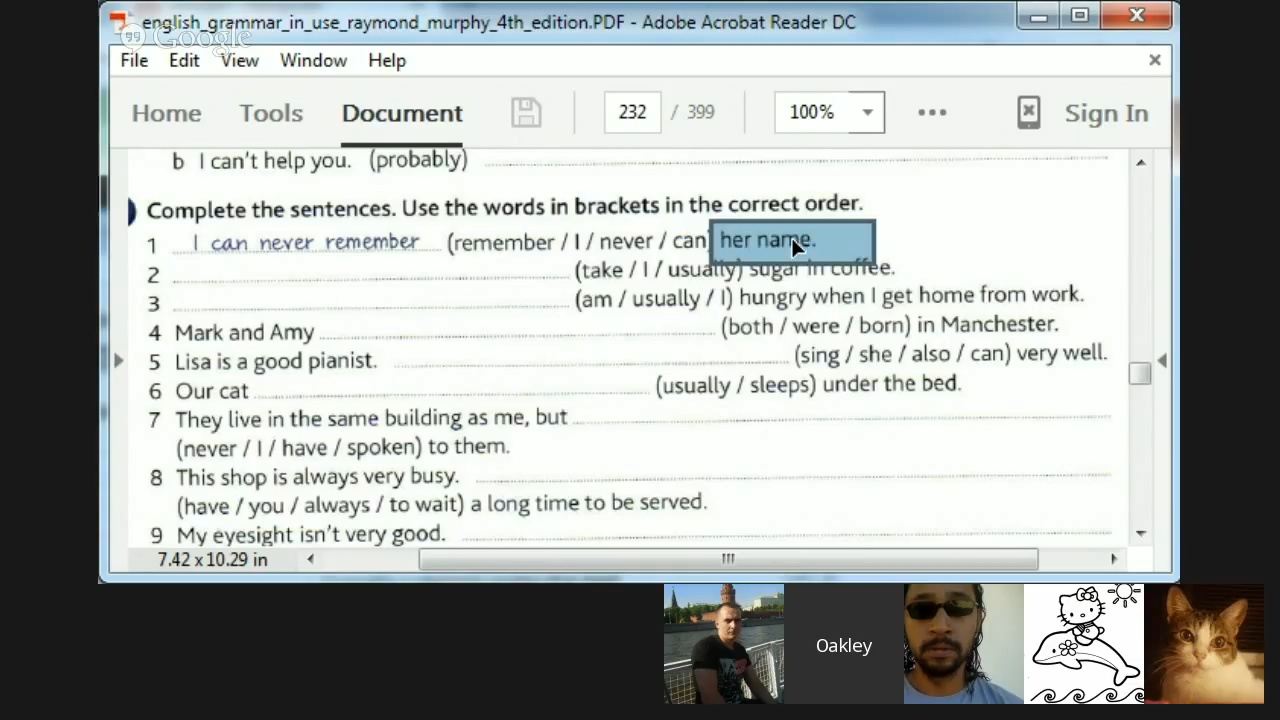 english_grammar_in_use_raymond_murphy_4th_edition.PDF - Adobe Acrobat Reader DC
Google
File Edit View Window Help
Home Tools Document 232 / 399 100% Sign In
b I can't help you. (probably)
Complete the sentences. Use the words in brackets in the correct order.
1 I can never remember (remember / I / never / can) her name.
2 (take / I / usually) sugar in coffee.
3 (am / usually / I) hungry when I get home from work.
4 Mark and Amy (both / were / born) in Manchester.
5 Lisa is a good pianist. (sing / she / also / can) very well.
6 Our cat (usually / sleeps) under the bed.
7 They live in the same building as me, but
(never / I / have / spoken) to them.
8 This shop is always very busy.
(have / you / always / to wait) a long time to be served.
9 My eyesight isn't very good.
7.42 x 10.29 in
Oakley